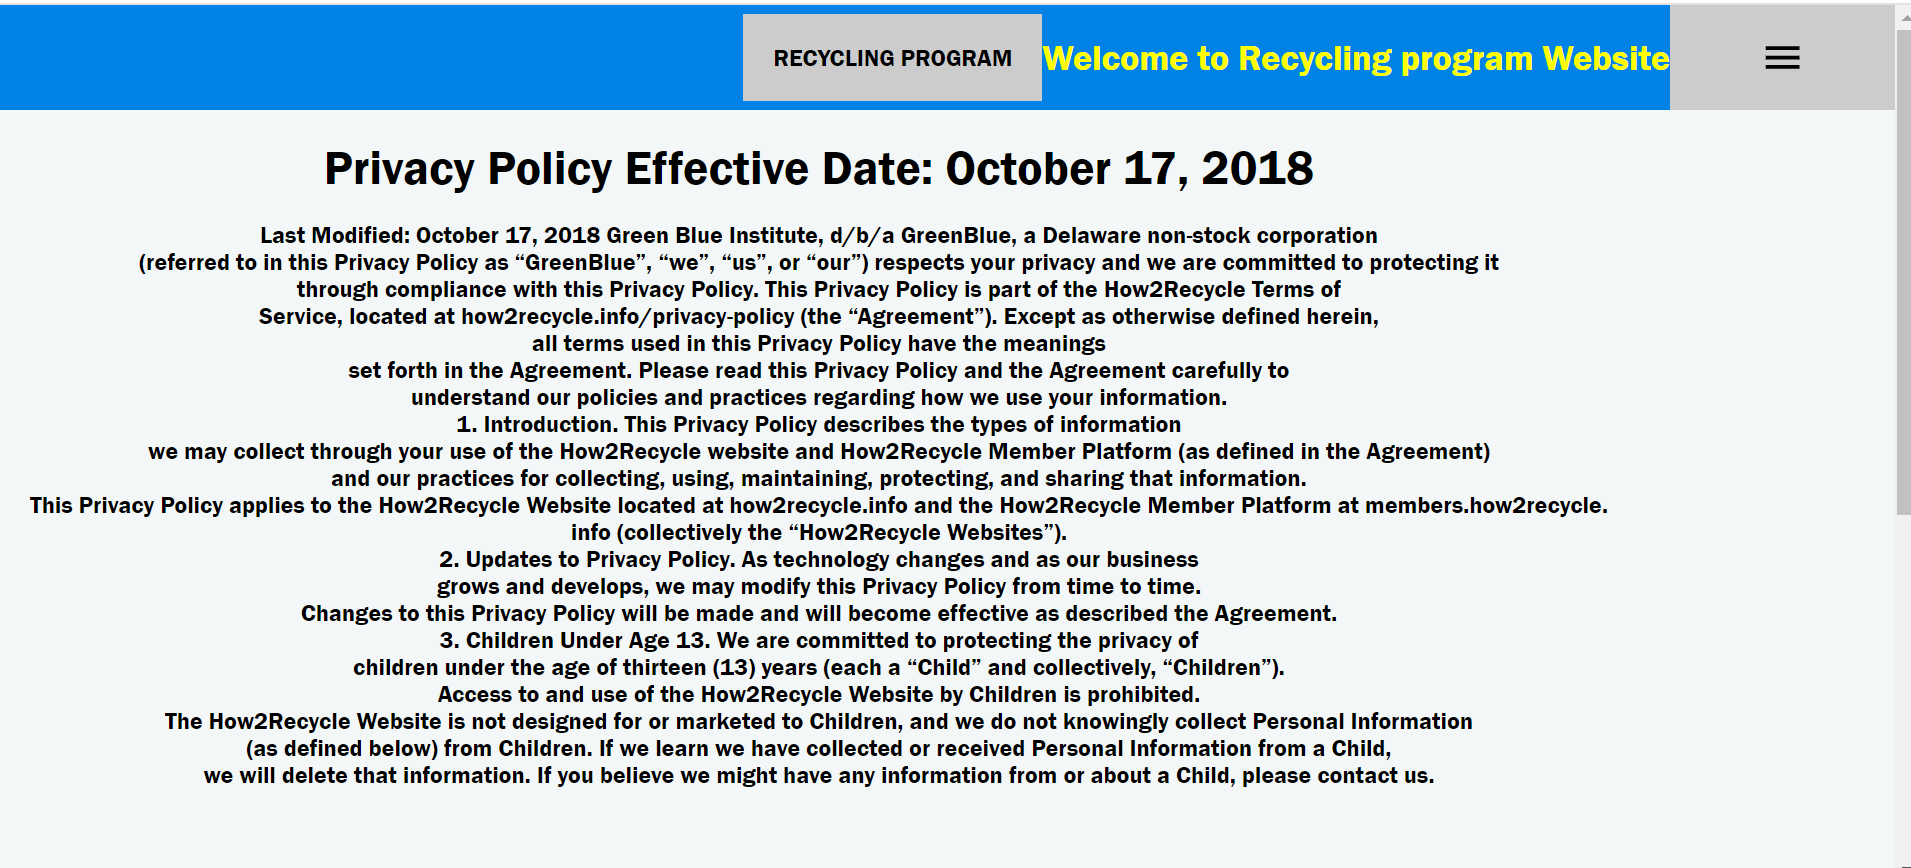 RECYCLING PROGRAM
Welcome to Recycling program Website
Privacy Policy Effective Date: October 17, 2018
Last Modified: October 17, 2018 Green Blue Institute, d/b/a GreenBlue, a Delaware non-stock corporation
(referred to in this Privacy Policy as “GreenBlue”, “we”, “us”, or “our”) respects your privacy and we are committed to protecting it
through compliance with this Privacy Policy. This Privacy Policy is part of the How2Recycle Terms of
Service, located at how2recycle.info/privacy-policy (the “Agreement”). Except as otherwise defined herein,
all terms used in this Privacy Policy have the meanings
set forth in the Agreement. Please read this Privacy Policy and the Agreement carefully to
understand our policies and practices regarding how we use your information.
1. Introduction. This Privacy Policy describes the types of information
we may collect through your use of the How2Recycle website and How2Recycle Member Platform (as defined in the Agreement)
and our practices for collecting, using, maintaining, protecting, and sharing that information.
This Privacy Policy applies to the How2Recycle Website located at how2recycle.info and the How2Recycle Member Platform at members.how2recycle.
info (collectively the “How2Recycle Websites”).
2. Updates to Privacy Policy. As technology changes and as our business
grows and develops, we may modify this Privacy Policy from time to time.
Changes to this Privacy Policy will be made and will become effective as described the Agreement.
3. Children Under Age 13. We are committed to protecting the privacy of
children under the age of thirteen (13) years (each a “Child” and collectively, “Children”).
Access to and use of the How2Recycle Website by Children is prohibited.
The How2Recycle Website is not designed for or marketed to Children, and we do not knowingly collect Personal Information
(as defined below) from Children. If we learn we have collected or received Personal Information from a Child,
we will delete that information. If you believe we might have any information from or about a Child, please contact us.